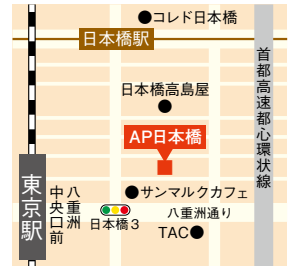 コレド日本橋
日本橋駅
首都高速都心環状線
日本橋高島屋
AP日本橋
東京駅
八重洲
中央口前
サンマルクカフェ
日本橋3
八重洲通り
TAC